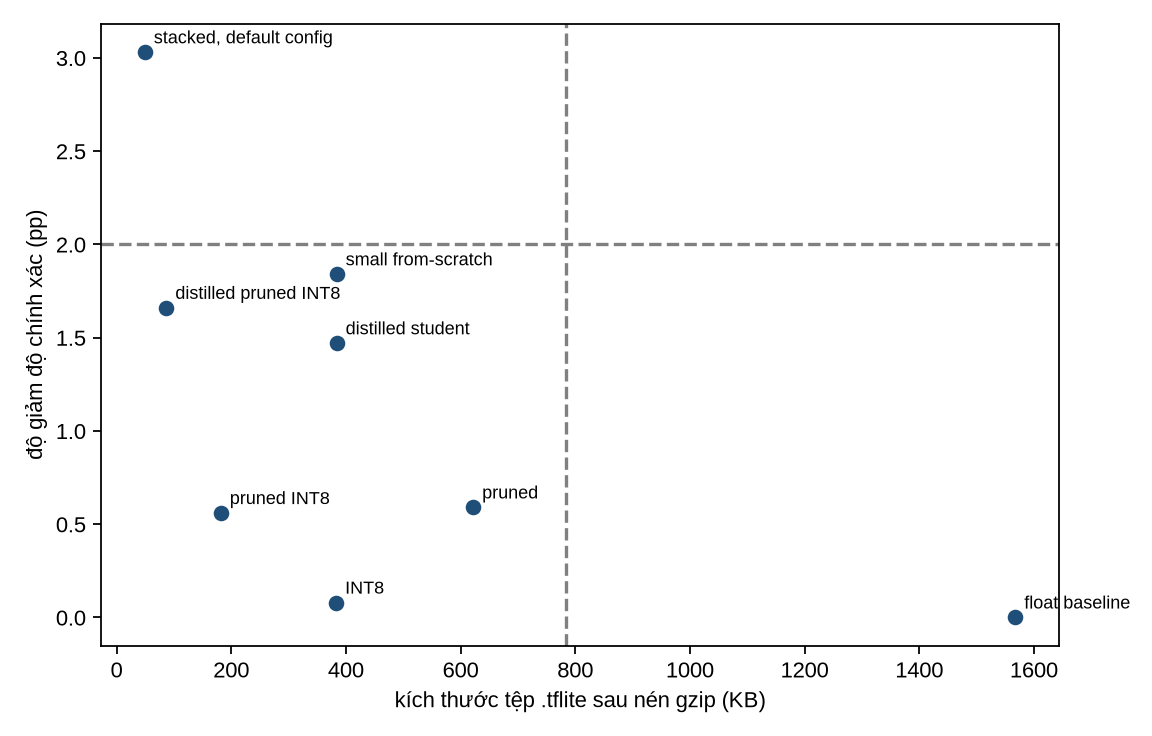 stacked, default config
3.0
2.5
2.0
small from-scratch
distilled pruned INT8
distilled student
1.5
1.0
pruned INT8
pruned
0.5
INT8
float baseline
0.0
0 200 400 600 800 1000 1200 1400 1600
kích thước tệp .tflite sau nén gzip (KB)
độ giảm độ chính xác (pp)